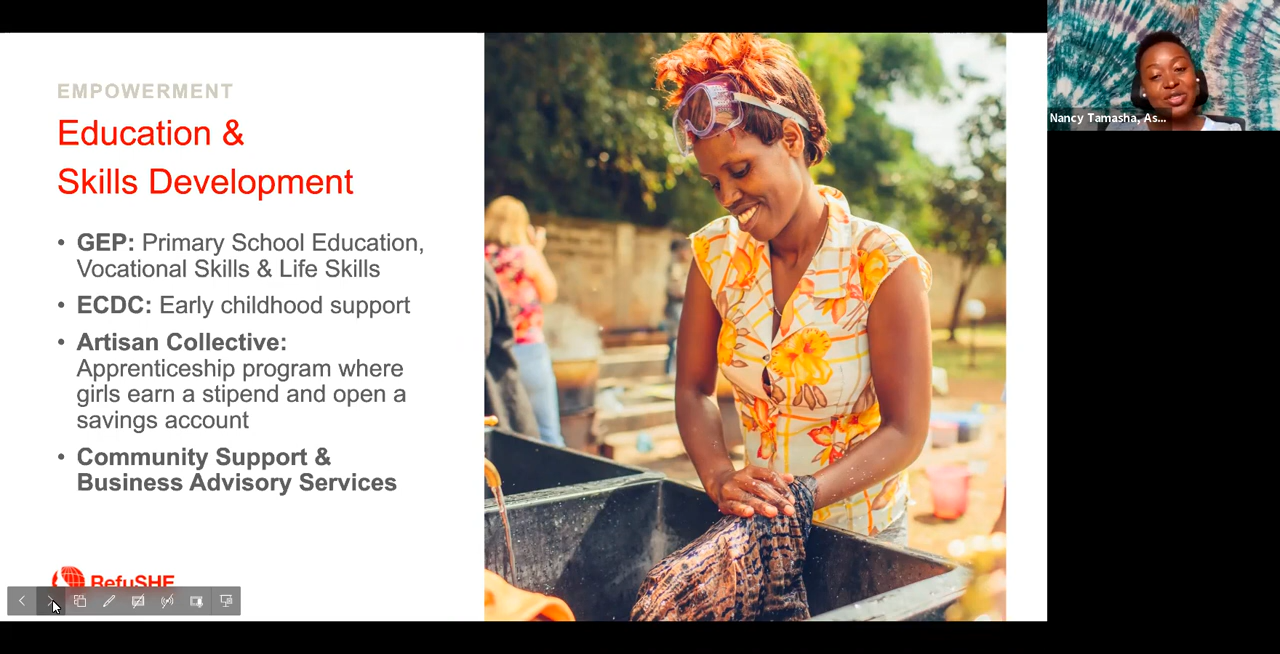 EMPOWERMENT
Education &
Skills Development
• GEP: Primary School Education,
Vocational Skills & Life Skills
• ECDC: Early childhood support
• Artisan Collective:
Apprenticeship program where
girls earn a stipend and open a
savings account
• Community Support &
Business Advisory Services
RefuSHE
Nancy Tamasha, As...